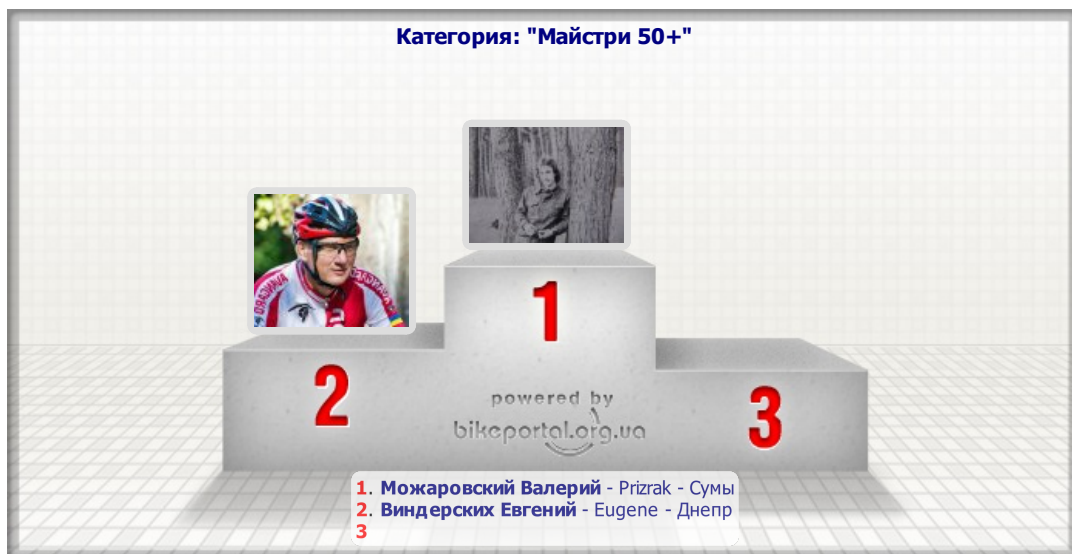 Категория: "Майстри 50+"
1
2
3
powered by
bikeportal.org.ua
AVANGARD
1. Можаровский Валерий - Prizrak - Сумы
2. Виндерских Евгений - Eugene - Днепр
3